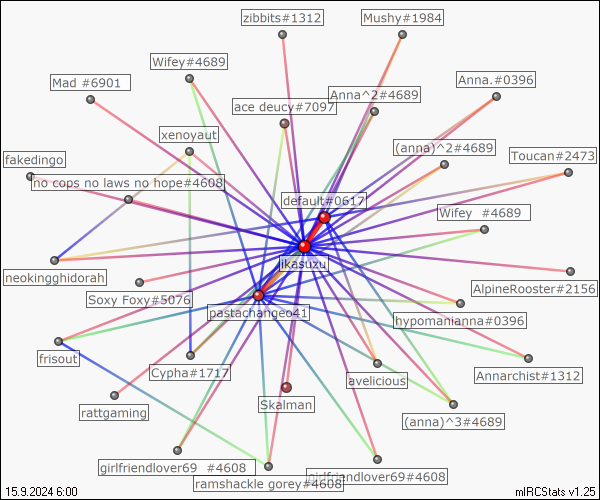 zibbits#1312
Mushy#1984
Wifey#4689
Mad #6901
Anna^2#4689
Anna.#0396
ace deucy#7097
xenoyaut
(anna)^2#4689
Toucan#2473
fakedingo
no cops no laws no hope#4608
default#0617
Wifey  #4689
jikasuzu
neokingghidorah
Soxy Foxy#5076
AlpineRooster#2156
pastachangeo41
hypomanianna#0396
frisout
Cypha#1717
avelicious
Annarchist#1312
rattgaming
Skalman
(anna)^3#4689
girlfriendlover69  #4608
girlfriendlover69#4608
ramshackle gorey#4608
15.9.2024 6:00
mIRCStats v1.25